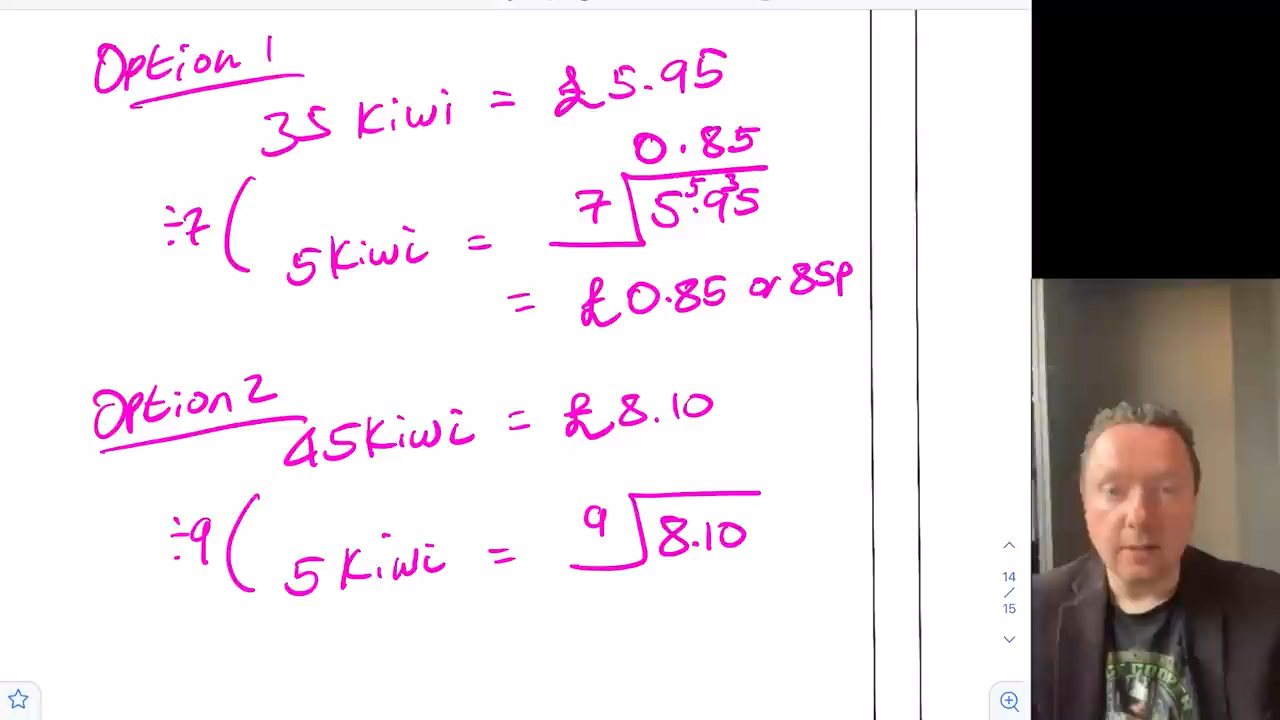 Option 1
35 Kiwi = £5.95
0.85
÷7 ( 7 5.⁵9³5
5 Kiwi =
= £0.85 or 85p
Option 2
45 Kiwi = £8.10
÷9 ( 9 8.10
5 Kiwi =
14
/
15